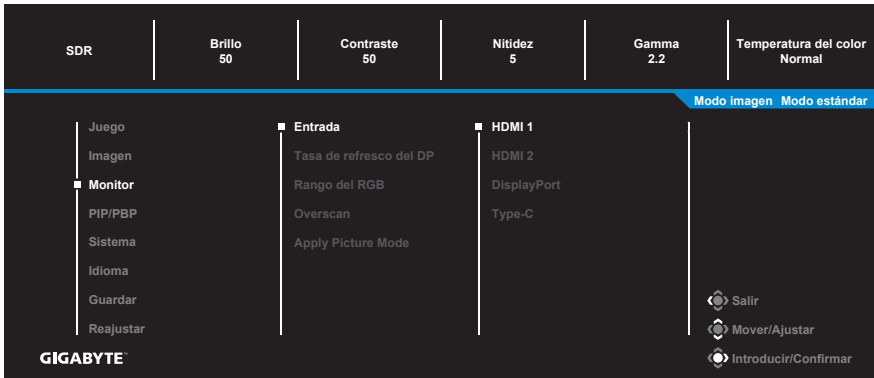 SDR
Brillo
50
Contraste
50
Nitidez
5
Gamma
2.2
Temperatura del color
Normal
Modo imagen Modo estándar
Juego
Imagen
Monitor
PIP/PBP
Sistema
Idioma
Guardar
Reajustar
Entrada
Tasa de refresco del DP
Rango del RGB
Overscan
Apply Picture Mode
HDMI 1
HDMI 2
DisplayPort
Type-C
Salir
Mover/Ajustar
Introducir/Confirmar
GIGABYTE™